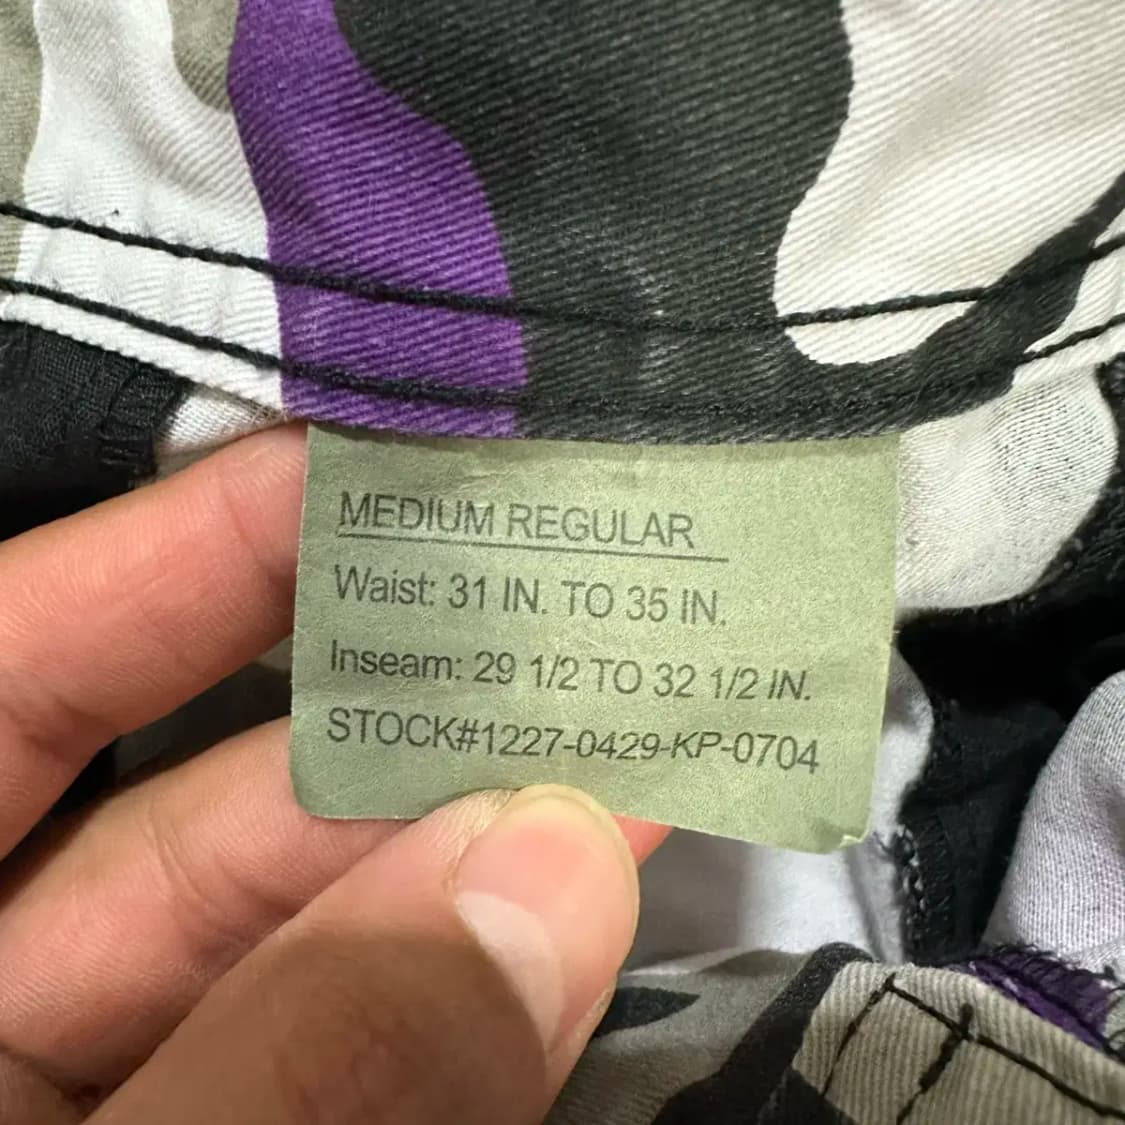 MEDIUM REGULAR
Waist: 31 IN. TO 35 IN.
Inseam: 29 1/2 TO 32 1/2 IN.
STOCK#1227-0429-KP-0704